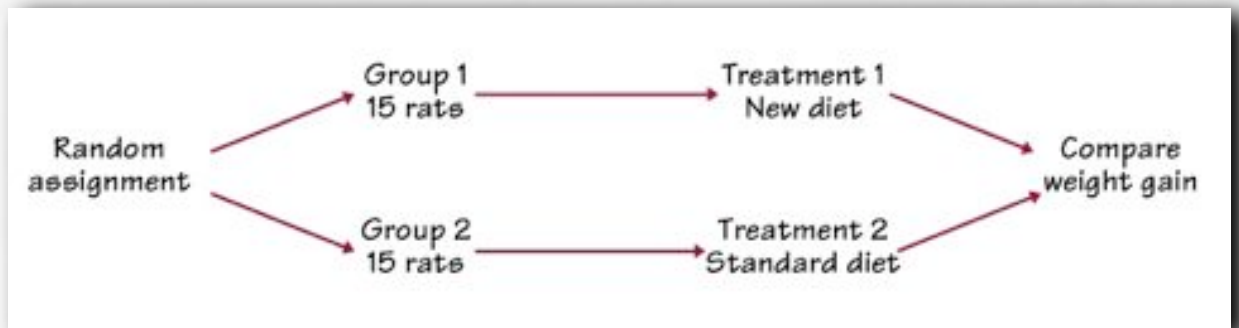 Random
assignment
Group 1
15 rats
Treatment 1
New diet
Group 2
15 rats
Treatment 2
Standard diet
Compare
weight gain